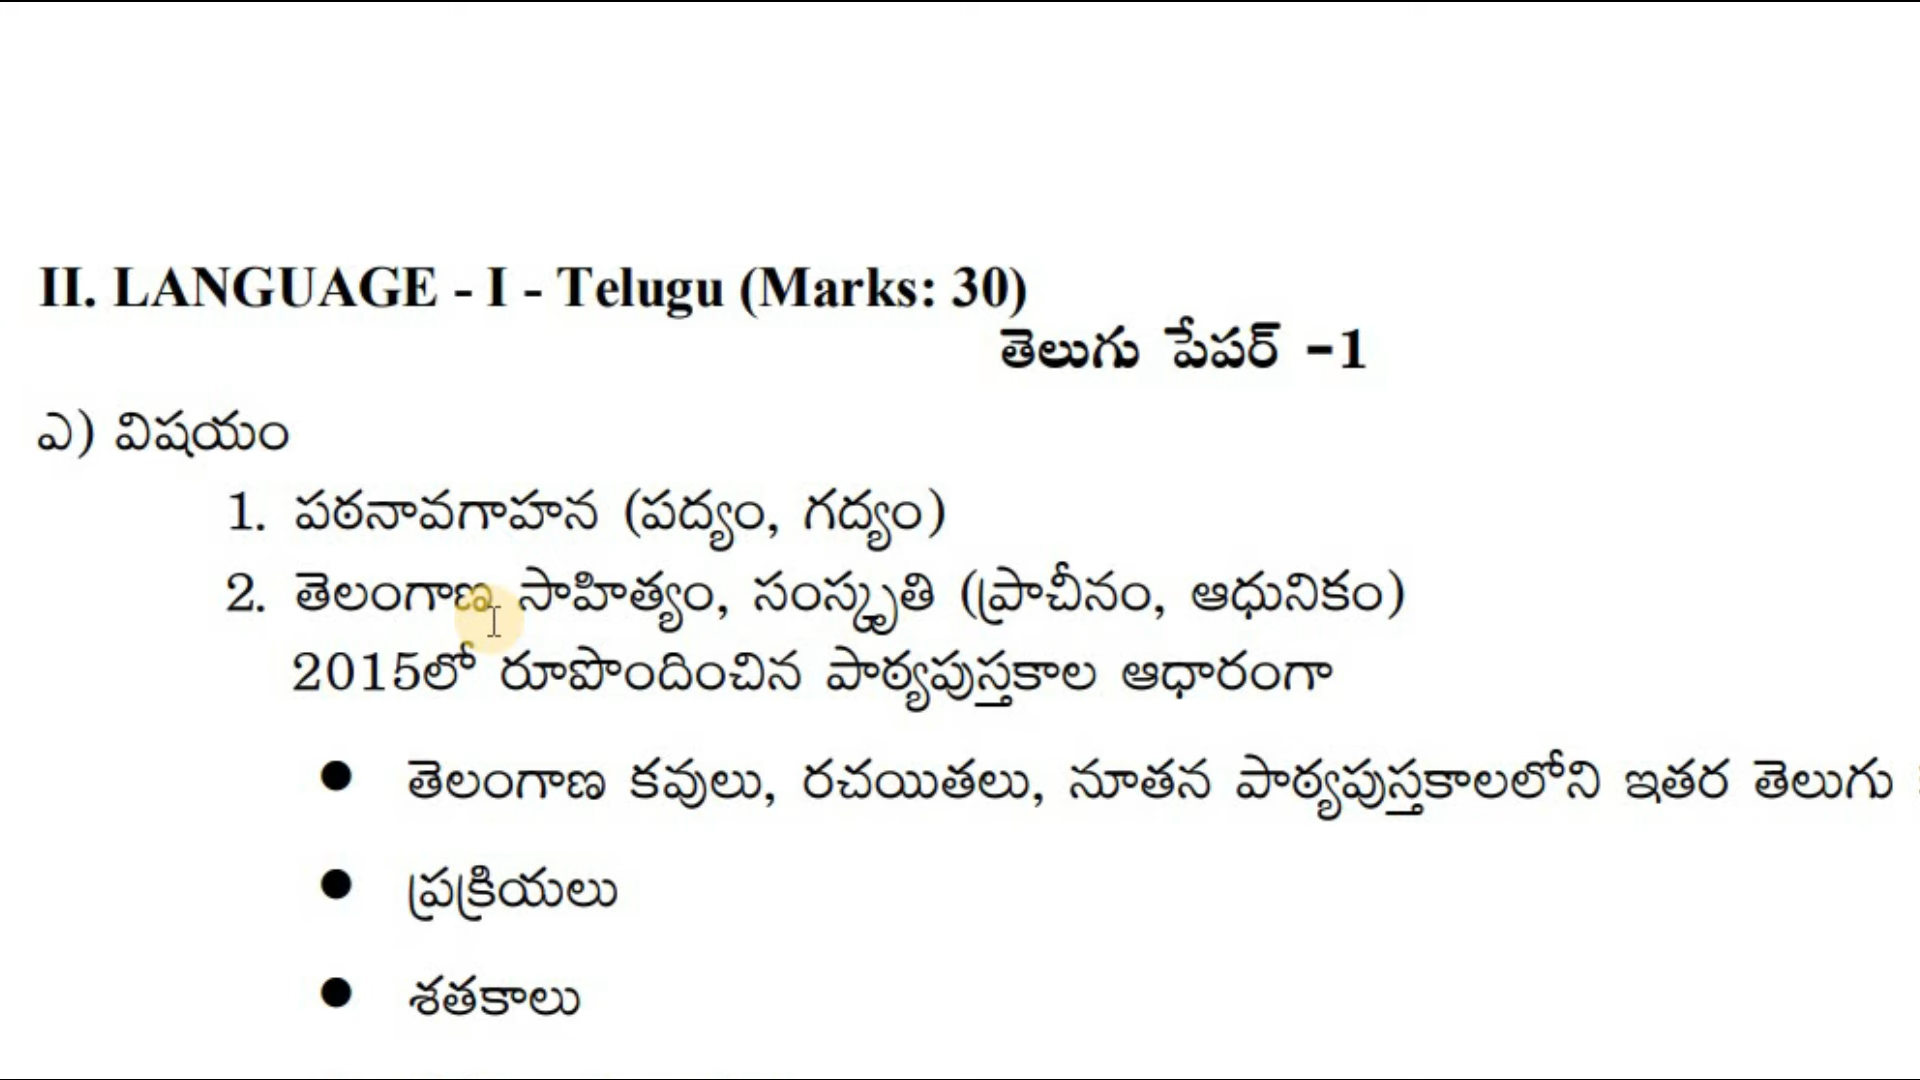 II. LANGUAGE - I - Telugu (Marks: 30)
తెలుగు పేపర్ -1
ఎ) విషయం
1. పఠనావగాహన (పద్యం, గద్యం)
2. తెలంగాణ సాహిత్యం, సంస్కృతి (ప్రాచీనం, ఆధునికం)
2015లో రూపొందించిన పాఠ్యపుస్తకాల ఆధారంగా
● తెలంగాణ కవులు, రచయితలు, నూతన పాఠ్యపుస్తకాలలోని ఇతర తెలుగు
● ప్రక్రియలు
● శతకాలు